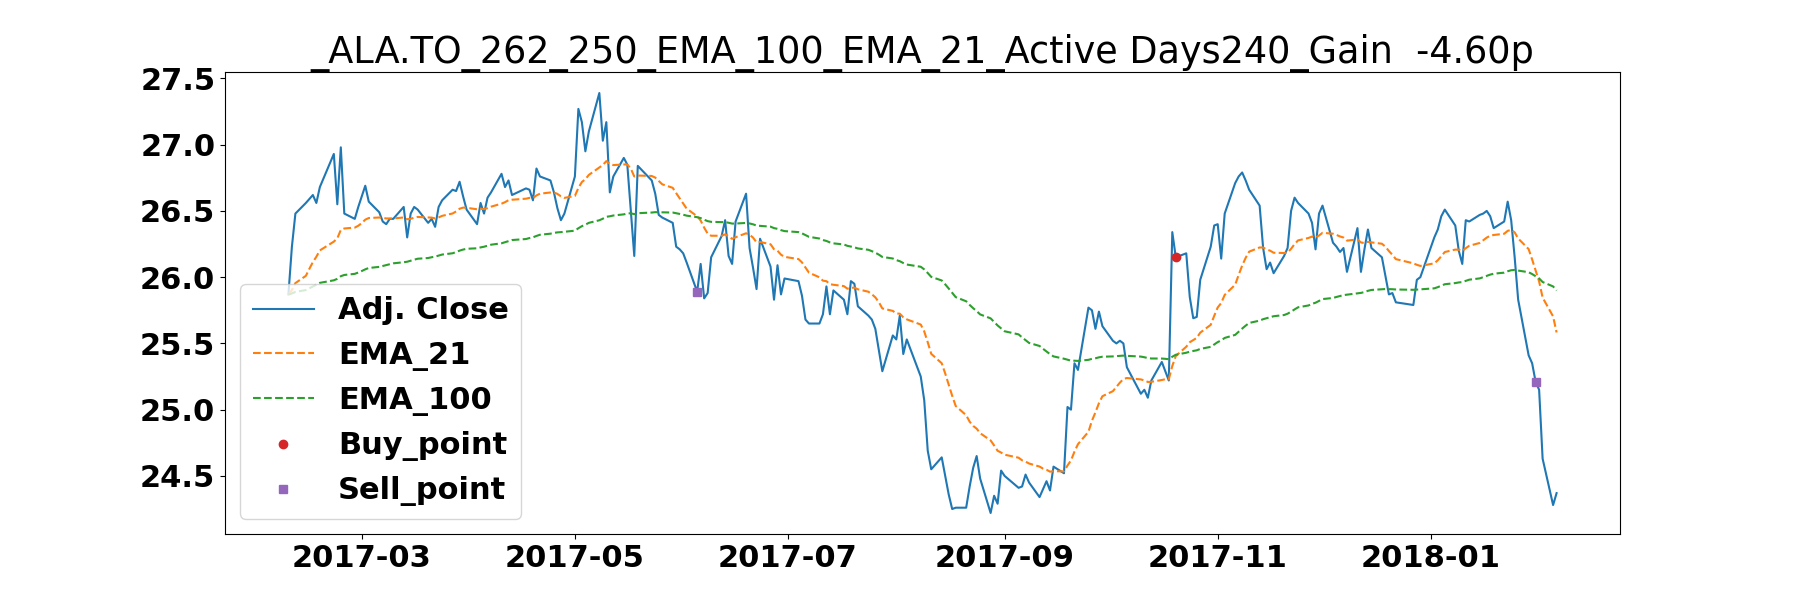 _ALA.TO_262_250_EMA_100_EMA_21_Active Days240_Gain  -4.60p
27.5
27.0
26.5
26.0
25.5
25.0
24.5
Adj. Close
EMA_21
EMA_100
Buy_point
Sell_point
2017-03 2017-05 2017-07 2017-09 2017-11 2018-01